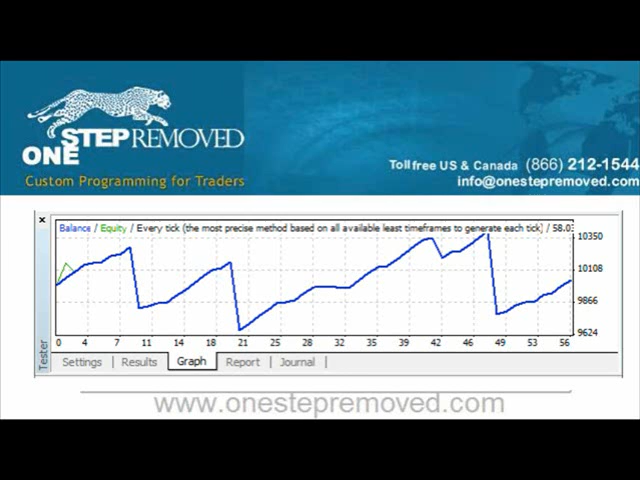 ONE STEP REMOVED
Custom Programming for Traders
Toll free US & Canada (866) 212-1544
info@onestepremoved.com
Balance / Equity / Every tick (the most precise method based on all available least timeframes to generate each tick) / 58.0
10350
10108
9866
9624
0 4 7 11 14 18 21 25 28 32 35 38 42 45 49 52 56
Tester
Settings Results Graph Report Journal
www.onestepremoved.com